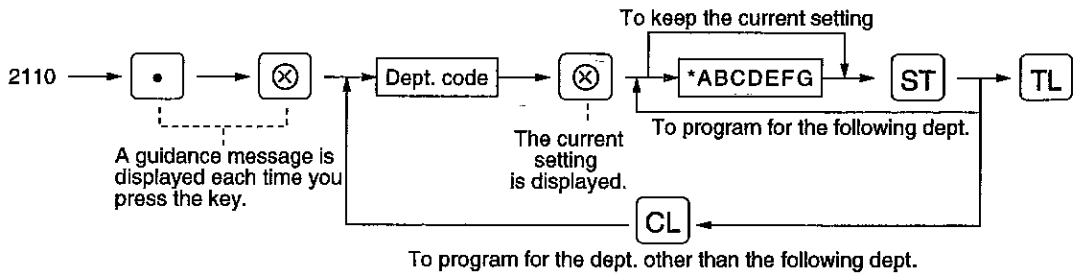 To keep the current setting
2110 • ⊗ Dept. code ⊗ *ABCDEFG ST TL
To program for the following dept.
A guidance message is
displayed each time you
press the key.
The current
setting
is displayed.
CL
To program for the dept. other than the following dept.